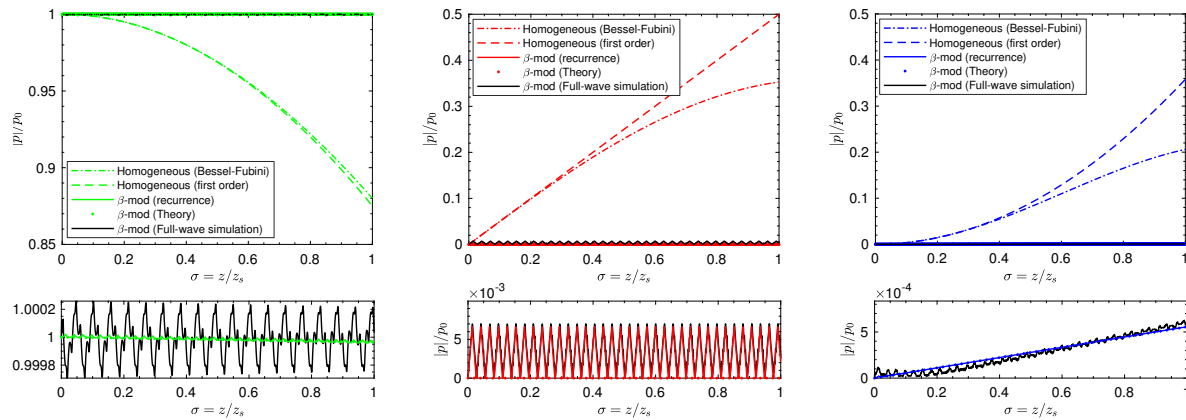 1
0.95
0.9
0.85
|p|/p₀
Homogeneous (Bessel-Fubini)
Homogeneous (first order)
β-mod (recurrence)
β-mod (Theory)
β-mod (Full-wave simulation)
0 0.2 0.4 0.6 0.8 1
σ = z/zₛ
0.5
0.4
0.3
0.2
0.1
0
|p|/p₀
Homogeneous (Bessel-Fubini)
Homogeneous (first order)
β-mod (recurrence)
β-mod (Theory)
β-mod (Full-wave simulation)
0 0.2 0.4 0.6 0.8 1
σ = z/zₛ
0.5
0.4
0.3
0.2
0.1
0
|p|/p₀
Homogeneous (Bessel-Fubini)
Homogeneous (first order)
β-mod (recurrence)
β-mod (Theory)
β-mod (Full-wave simulation)
0 0.2 0.4 0.6 0.8 1
σ = z/zₛ
1.0002
1
0.9998
0 0.2 0.4 0.6 0.8 1
σ = z/zₛ
×10⁻³
5
0
|p|/p₀
0 0.2 0.4 0.6 0.8 1
σ = z/zₛ
×10⁻⁴
5
0
|p|/p₀
0 0.2 0.4 0.6 0.8 1
σ = z/zₛ